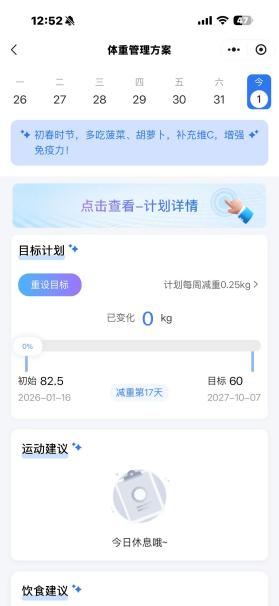 12:52
47
体重管理方案
一 二 三 四 五 六 今
26 27 28 29 30 31 1
初春时节，多吃菠菜、胡萝卜，补充维C，增强
免疫力！
点击查看-计划详情
目标计划
重设目标 计划每周减重0.25kg
已变化 0 kg
0%
初始 82.5 目标 60
2026-01-16 减重第17天 2027-10-07
运动建议
今日休息哦~
饮食建议